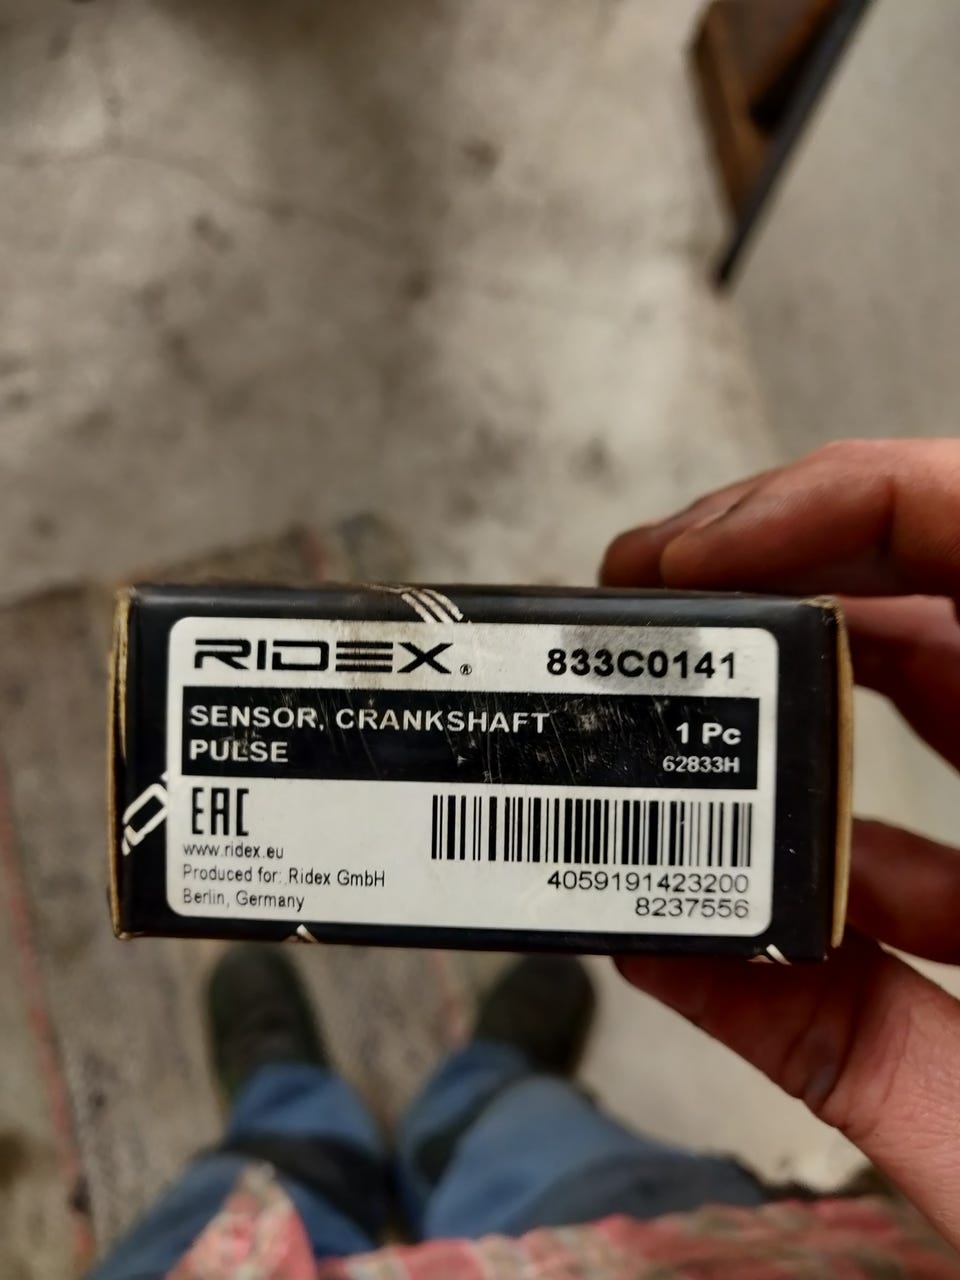 RIDEX®
833C0141
SENSOR, CRANKSHAFT
PULSE
1 Pc
62833H
EAC
www.ridex.eu
Produced for: Ridex GmbH
Berlin, Germany
4059191423200
8237556